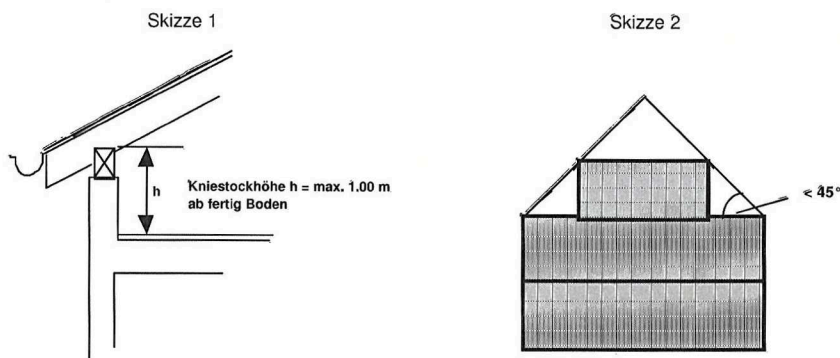 Skizze 1
Skizze 2
h
Kniestockhöhe h = max. 1.00 m
ab fertig Boden
< 45°